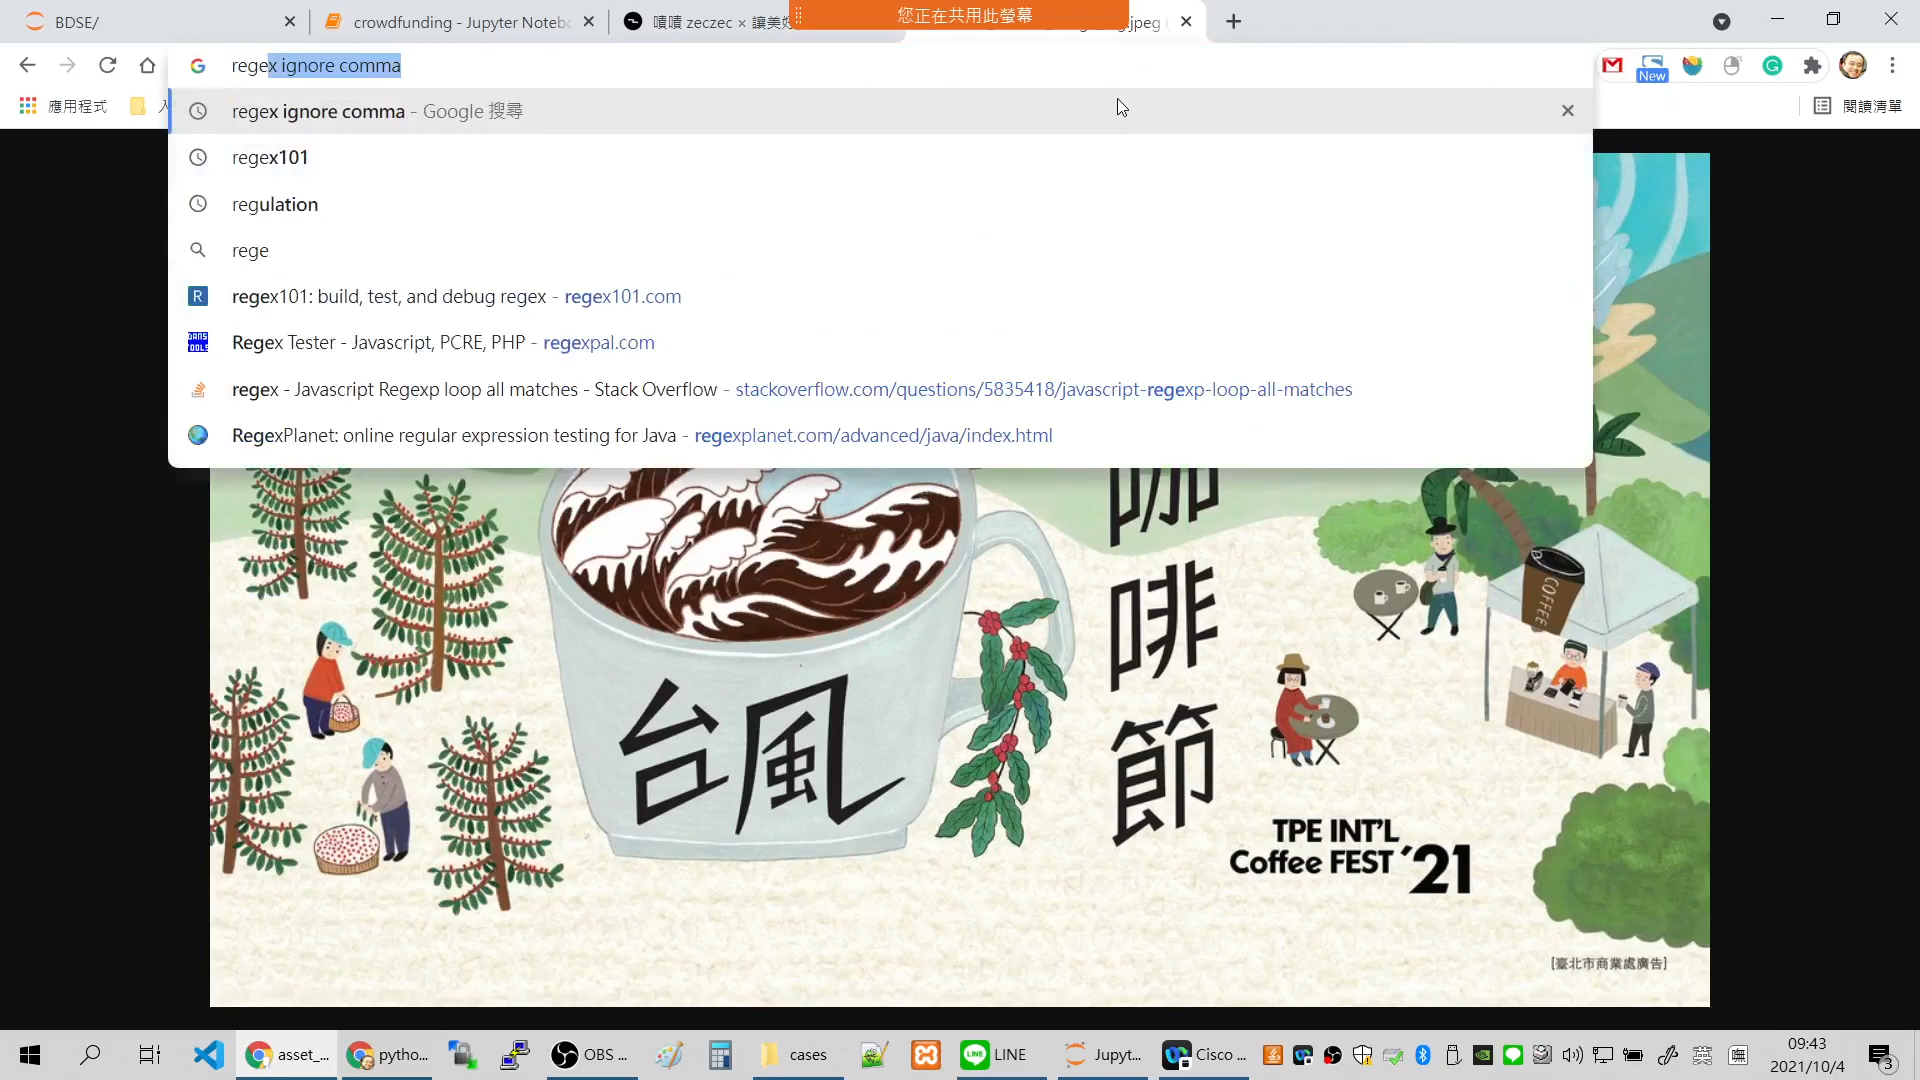 BDSE/
crowdfunding - Jupyter Noteb
嘖嘖 zeczec × 讓美好
您正在共用此螢幕
.jpeg (
regex ignore comma
New
應用程式
閱讀清單
regex ignore comma - Google 搜尋
regex101
regulation
rege
regex101: build, test, and debug regex - regex101.com
Regex Tester - Javascript, PCRE, PHP - regexpal.com
regex - Javascript Regexp loop all matches - Stack Overflow - stackoverflow.com/questions/5835418/javascript-regexp-loop-all-matches
RegexPlanet: online regular expression testing for Java - regexplanet.com/advanced/java/index.html
咖啡節
COFFEE
台風
TPE INT'L
Coffee FEST '21
[臺北市商業處廣告]
asset_...
pytho...
OBS ...
cases
LINE
Jupyt...
Cisco ...
英
09:43
2021/10/4
3